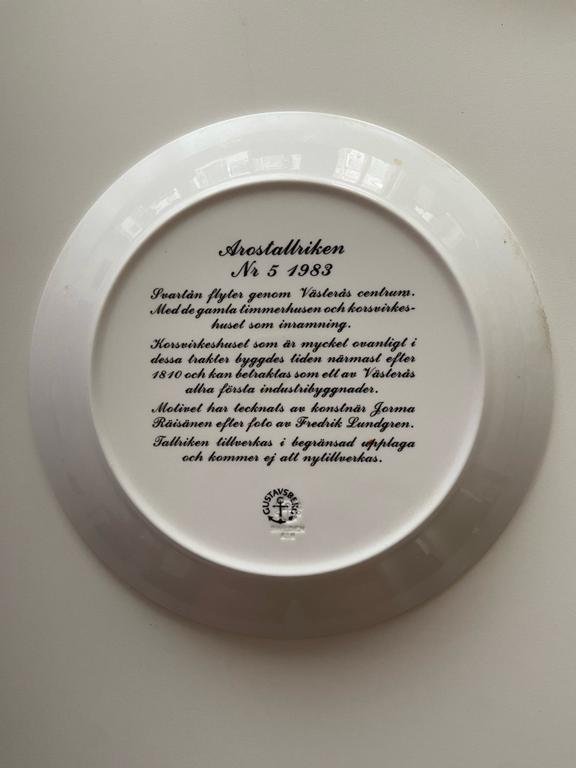 Arostallriken
Nr 5 1983
Svartån flyter genom Västerås centrum.
Med de gamla timmerhusen och korsvirkes-
huset som inramning.
Korsvirkeshuset som är mycket ovanligt i
dessa trakter byggdes tiden närmast efter
1810 och kan betraktas som ett av Västerås
allra första industribyggnader.
Motivet har tecknats av konstnär Jorma
Räisänen efter foto av Fredrik Lundgren.
Tallriken tillverkas i begränsad upplaga
och kommer ej att nytillverkas.
GUSTAVSBERG